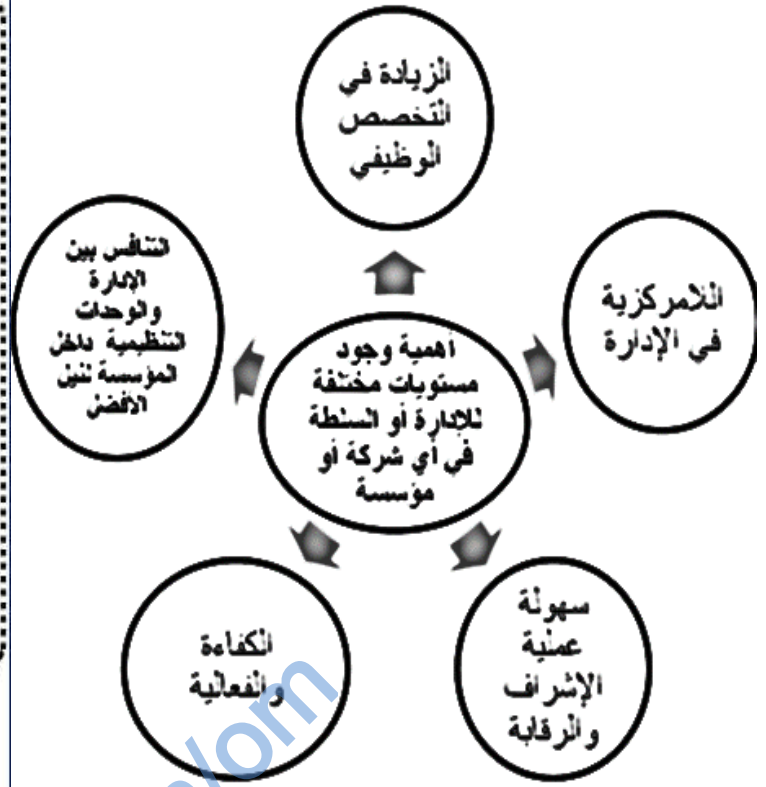 الزيادة في
التخصص
الوظيفي
التنافس بين
الإدارة
والوحدات
التنظيمية داخل
المؤسسة لنيل
الأفضل
اللامركزية
في الإدارة
أهمية وجود
مستويات مختلفة
للإدارة أو السلطة
في أي شركة أو
مؤسسة
الكفاءة
والفعالية
سهولة
عملية
الإشراف
والرقابة
/om